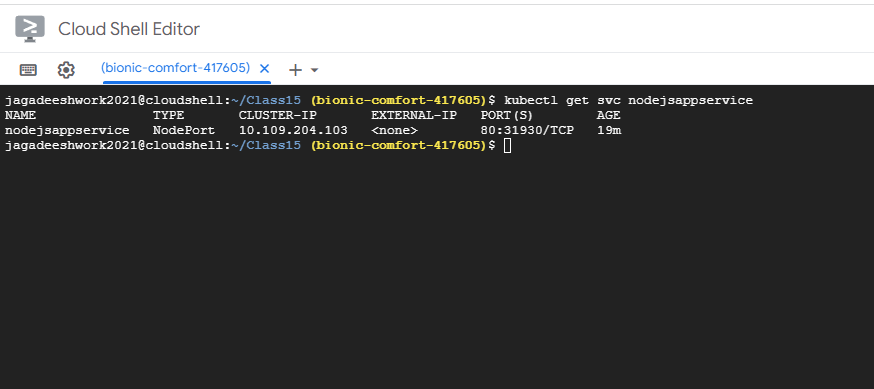 Cloud Shell Editor
(bionic-comfort-417605)
jagadeeshwork2021@cloudshell:~/Class15 (bionic-comfort-417605)$ kubectl get svc nodejsappservice
NAME TYPE CLUSTER-IP EXTERNAL-IP PORT(S) AGE
nodejsappservice NodePort 10.109.204.103 <none> 80:31930/TCP 19m
jagadeeshwork2021@cloudshell:~/Class15 (bionic-comfort-417605)$